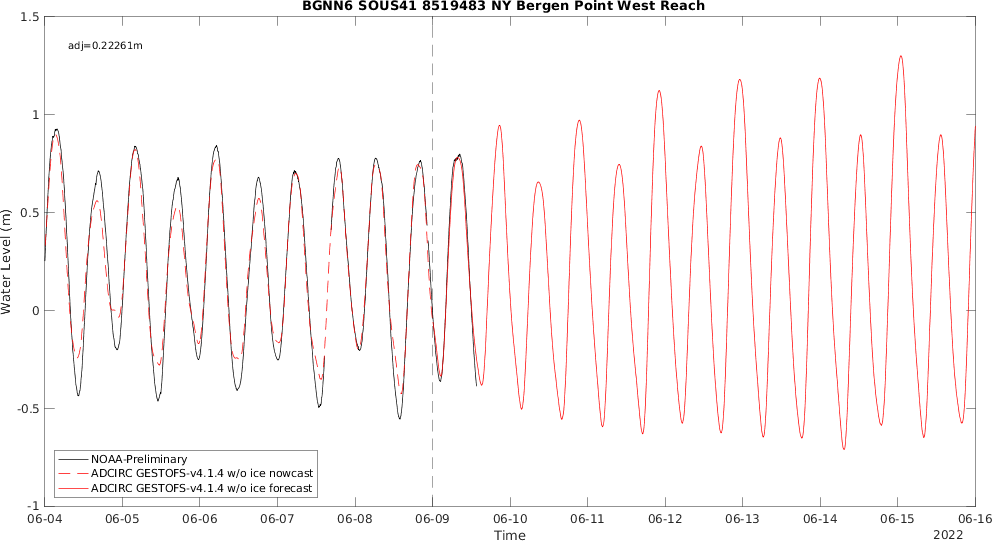 BGNN6 SOUS41 8519483 NY Bergen Point West Reach
1.5
adj=0.22261m
1
0.5
Water Level (m)
0
-0.5
NOAA-Preliminary
ADCIRC GESTOFS-v4.1.4 w/o ice nowcast
ADCIRC GESTOFS-v4.1.4 w/o ice forecast
-1
06-04 06-05 06-06 06-07 06-08 06-09 06-10 06-11 06-12 06-13 06-14 06-15 06-16
Time
2022